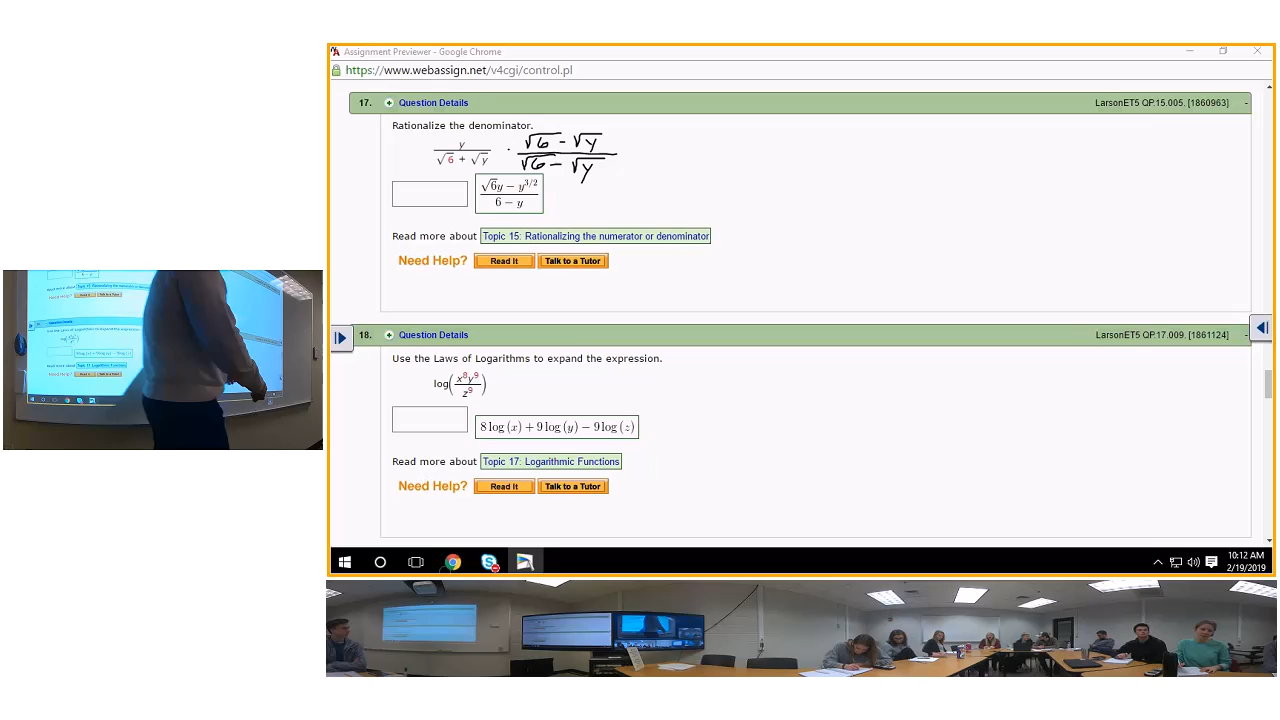 Assignment Previewer - Google Chrome
https://www.webassign.net/v4cgi/control.pl
17. Question Details LarsonET5 QP.15.005. [1860963] -
Rationalize the denominator.
y / (√6 + √y) · (√6 - √y) / (√6 - √y)
(√6y − y^{3/2}) / (6 − y)
Read more about Topic 15: Rationalizing the numerator or denominator
Need Help? Read It Talk to a Tutor
18. Question Details LarsonET5 QP.17.009. [1861124] -
Use the Laws of Logarithms to expand the expression.
log(x^8y^9 / z^9)
8 log (x) + 9 log (y) − 9 log (z)
Read more about Topic 17: Logarithmic Functions
Need Help? Read It Talk to a Tutor
10:12 AM
2/19/2019